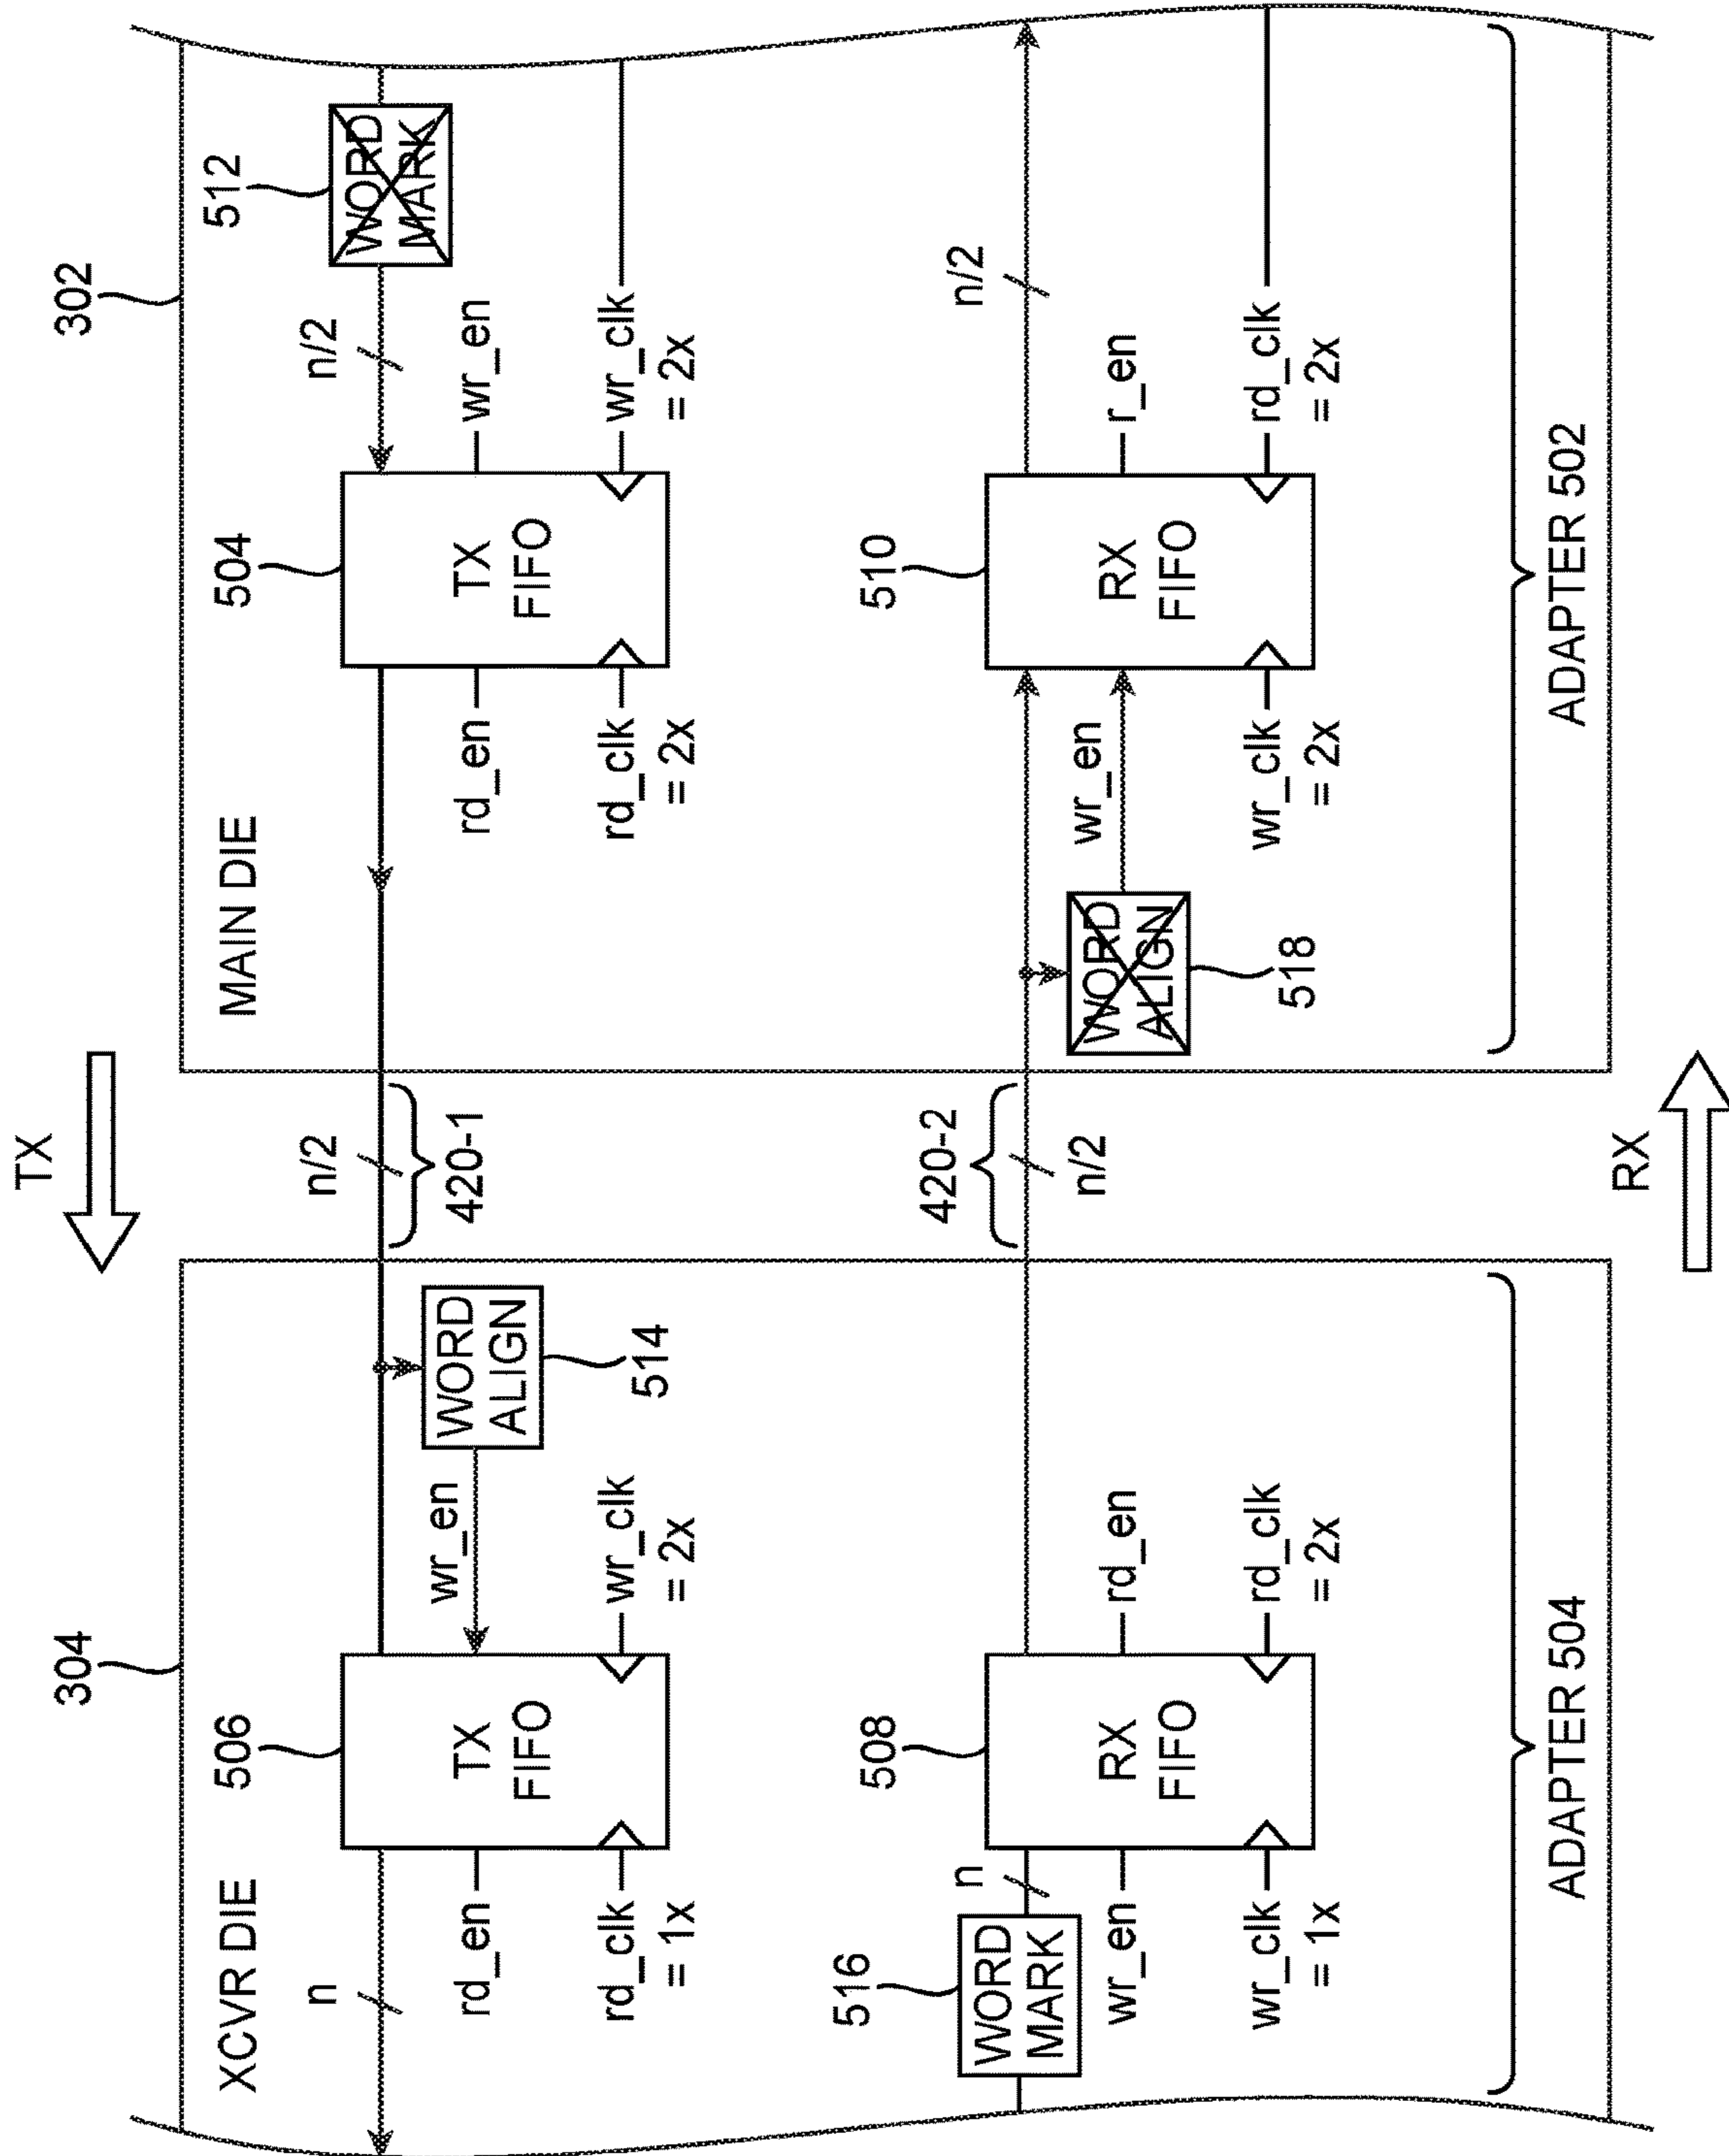 TX
304
302
XCVR DIE
MAIN DIE
506
504
512
n
TX
FIFO
WORD
ALIGN
514
n/2
420-1
TX
FIFO
n/2
WORD
MARK
rd_en
wr_en
rd_en
wr_en
rd_clk
= 1x
wr_clk
= 2x
rd_clk
= 2x
wr_clk
= 2x
516
508
420-2
510
WORD
MARK
n
RX
FIFO
n/2
WORD
ALIGN
518
RX
FIFO
n/2
wr_en
rd_en
wr_en
r_en
wr_clk
= 1x
rd_clk
= 2x
wr_clk
= 2x
rd_clk
= 2x
ADAPTER 504
ADAPTER 502
RX